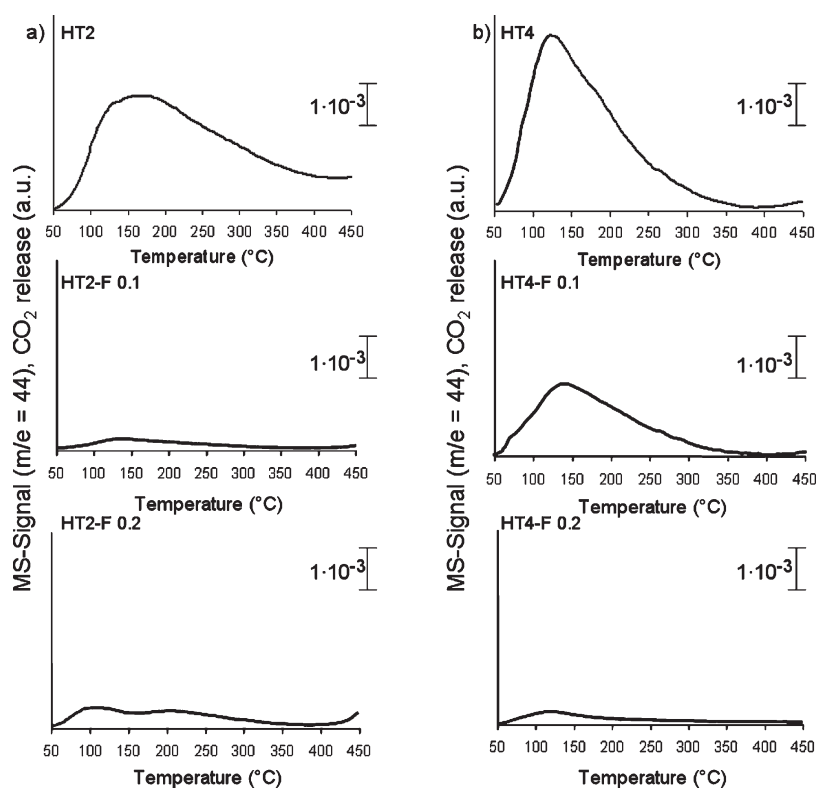 a) HT2
1·10-3
50 100 150 200 250 300 350 400 450
Temperature (°C)
HT2-F 0.1
1·10-3
50 100 150 200 250 300 350 400 450
Temperature (°C)
HT2-F 0.2
1·10-3
50 100 150 200 250 300 350 400 450
Temperature (°C)
MS-Signal (m/e = 44), CO2 release (a.u.)
b) HT4
1·10-3
50 100 150 200 250 300 350 400 450
Temperature (°C)
HT4-F 0.1
1·10-3
50 100 150 200 250 300 350 400 450
Temperature (°C)
HT4-F 0.2
1·10-3
50 100 150 200 250 300 350 400 450
Temperature (°C)
MS-Signal (m/e = 44), CO2 release (a.u.)